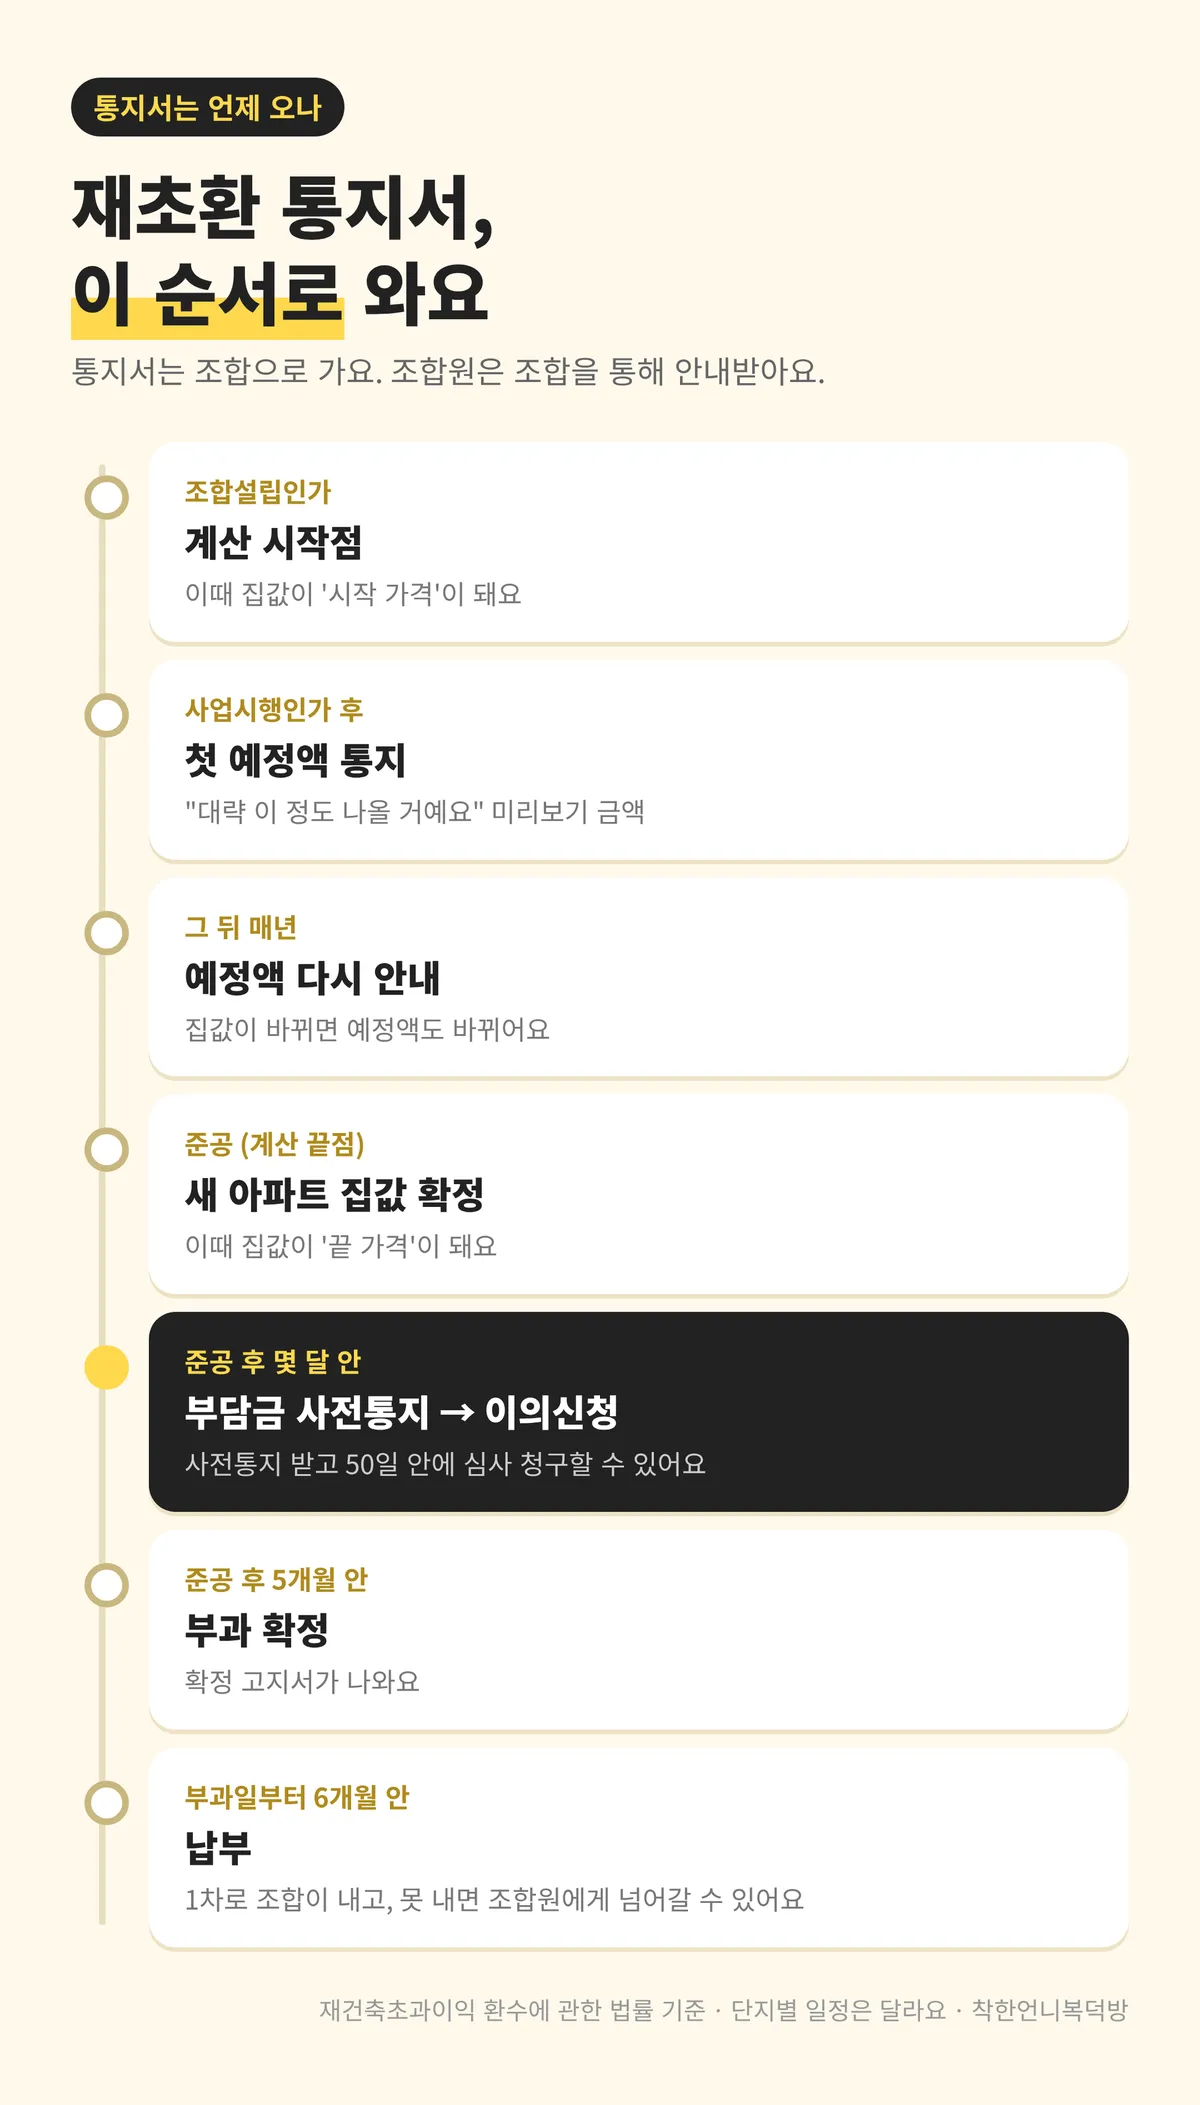 통지서는 언제 오나
재초환 통지서,
이 순서로 와요
통지서는 조합으로 가요. 조합원은 조합을 통해 안내받아요.
조합설립인가
계산 시작점
이때 집값이 '시작 가격'이 돼요
사업시행인가 후
첫 예정액 통지
"대략 이 정도 나올 거예요" 미리보기 금액
그 뒤 매년
예정액 다시 안내
집값이 바뀌면 예정액도 바뀌어요
준공 (계산 끝점)
새 아파트 집값 확정
이때 집값이 '끝 가격'이 돼요
준공 후 몇 달 안
부담금 사전통지 → 이의신청
사전통지 받고 50일 안에 심사 청구할 수 있어요
준공 후 5개월 안
부과 확정
확정 고지서가 나와요
부과일부터 6개월 안
납부
1차로 조합이 내고, 못 내면 조합원에게 넘어갈 수 있어요
재건축초과이익 환수에 관한 법률 기준 · 단지별 일정은 달라요 · 착한언니복덕방